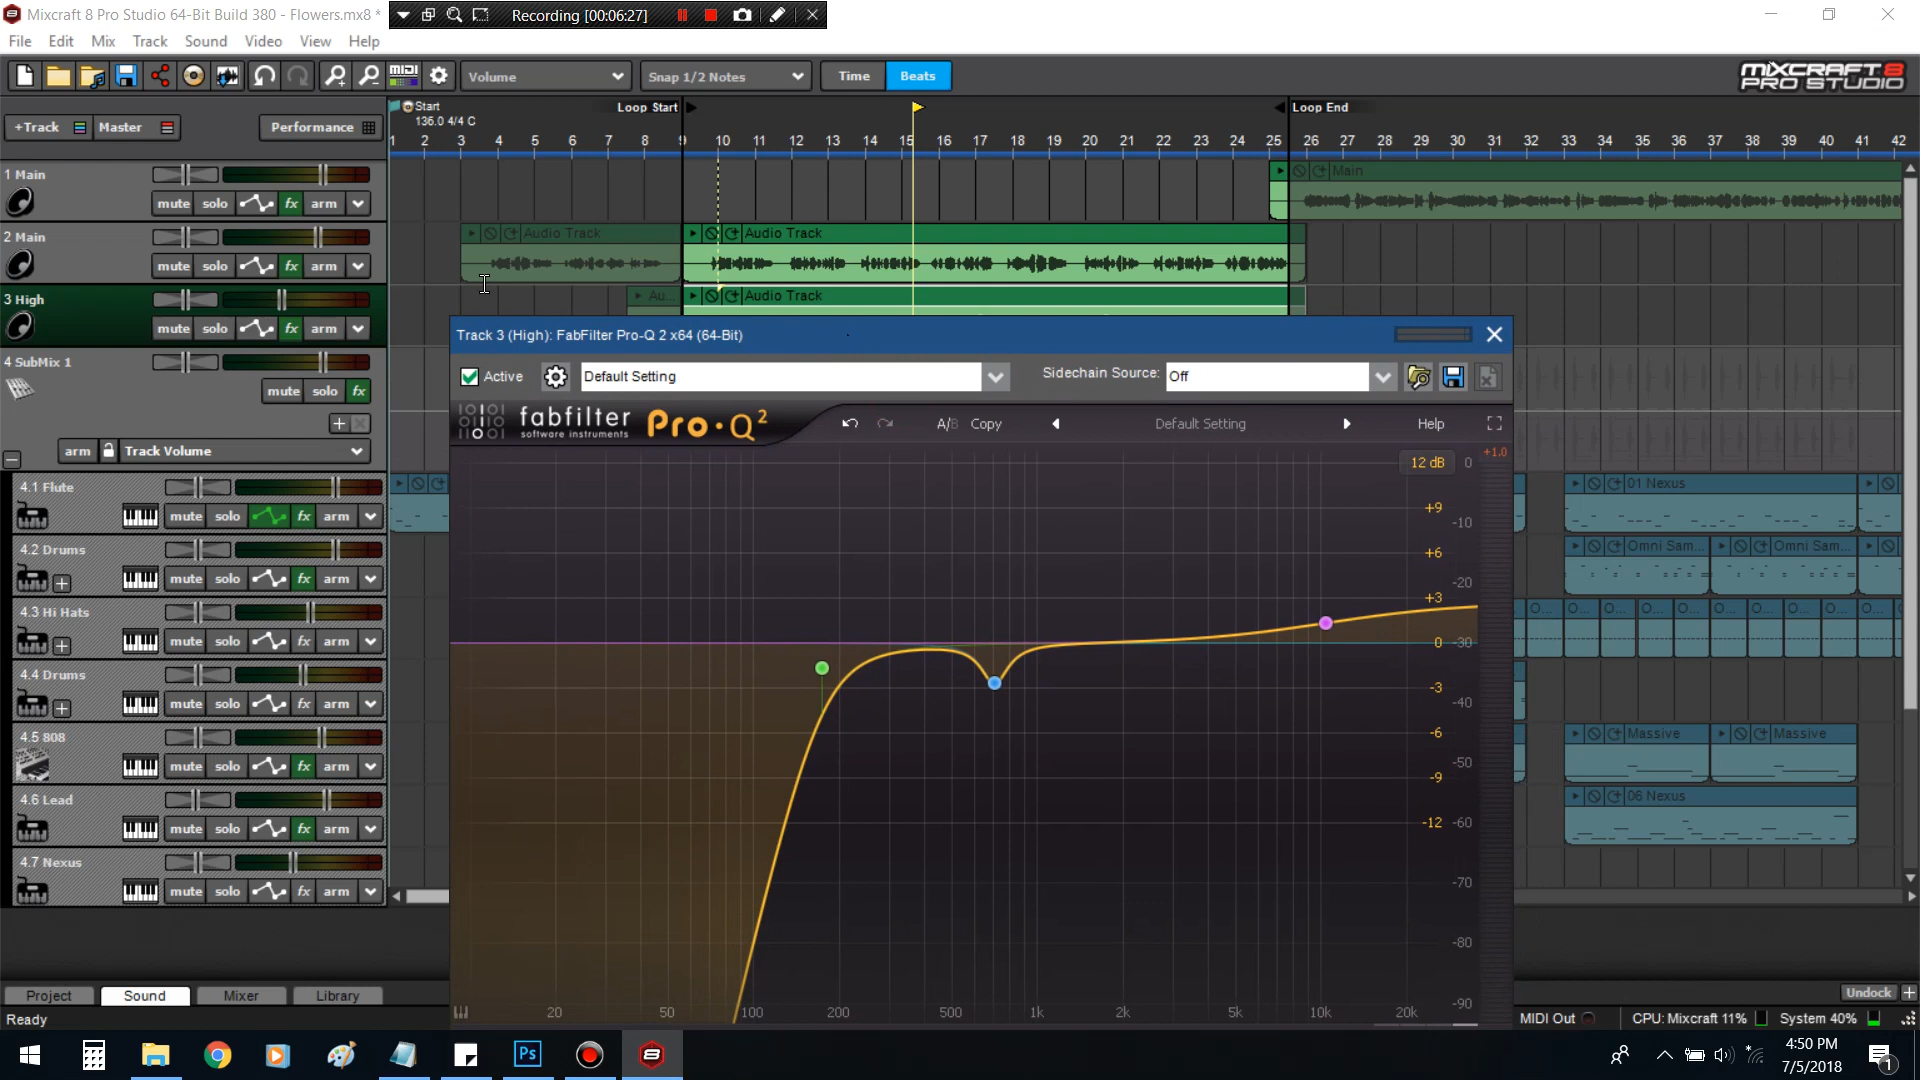 Mixcraft 8 Pro Studio 64-Bit Build 380 - Flowers.mx8 *
Recording [00:06:27]
File Edit Mix Track Sound Video View Help
MIDI
Volume
Snap 1/2 Notes
Time
Beats
MIXCRAFT 8
PRO STUDIO
+Track
Master
Performance
Start
136.0 4/4 C
Loop Start
Loop End
1 2 3 4 5 6 7 8 9 10 11 12 13 14 15 16 17 18 19 20 21 22 23 24 25 26 27 28 29 30 31 32 33 34 35 36 37 38 39 40 41 42
1 Main
mute solo fx arm
Main
2 Main
mute solo fx arm
Audio Track
Audio Track
3 High
mute solo fx arm
Au...
Audio Track
4 SubMix 1
mute solo fx
arm
Track Volume
4.1 Flute
mute solo fx arm
4.2 Drums
mute solo fx arm
4.3 Hi Hats
mute solo fx arm
4.4 Drums
mute solo fx arm
4.5 808
mute solo fx arm
4.6 Lead
mute solo fx arm
4.7 Nexus
mute solo fx arm
Track 3 (High): FabFilter Pro-Q 2 x64 (64-Bit)
Active
Default Setting
Sidechain Source:
Off
fabfilter
software instruments
Pro·Q²
A/B
Copy
Default Setting
Help
12 dB
0
+1.0
+9
-10
+6
-20
+3
0
-30
-3
-40
-6
-50
-9
-12
-60
-70
-80
-90
20 50 100 200 500 1k 2k 5k 10k 20k
01 Nexus
Omni Sam...
Omni Sam...
O... O... O... O... O... O... O... O... O...
Massive
Massive
06 Nexus
Project
Sound
Mixer
Library
Undock
Ready
MIDI Out
CPU: Mixcraft 11%
System 40%
Ps
8
4:50 PM
7/5/2018
1